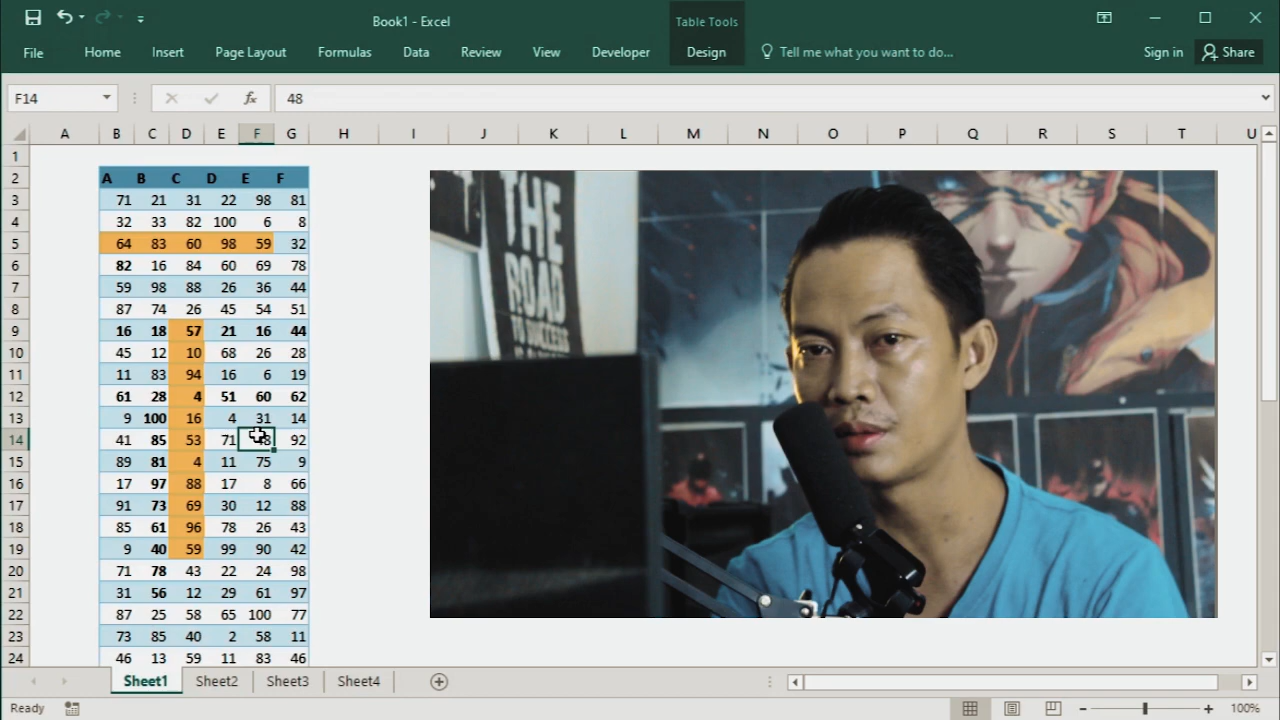 Book1 - Excel
Table Tools
File Home Insert Page Layout Formulas Data Review View Developer Design Tell me what you want to do... Sign in Share
F14 fx 48
A B C D E F G H I J K L M N O P Q R S T U
1
2 A B C D E F
3 71 21 31 22 98 81
4 32 33 82 100 6 8
5 64 83 60 98 59 32
6 82 16 84 60 69 78
7 59 98 88 26 36 44
8 87 74 26 45 54 51
9 16 18 57 21 16 44
10 45 12 10 68 26 28
11 11 83 94 16 6 19
12 61 28 4 51 60 62
13 9 100 16 4 31 14
14 41 85 53 71 48 92
15 89 81 4 11 75 9
16 17 97 88 17 8 66
17 91 73 69 30 12 88
18 85 61 96 78 26 43
19 9 40 59 99 90 42
20 71 78 43 22 24 98
21 31 56 12 29 61 97
22 87 25 58 65 100 77
23 73 85 40 2 58 11
24 46 13 59 11 83 46
THE
ROAD
TO SUCCESS
Sheet1 Sheet2 Sheet3 Sheet4
Ready 100%